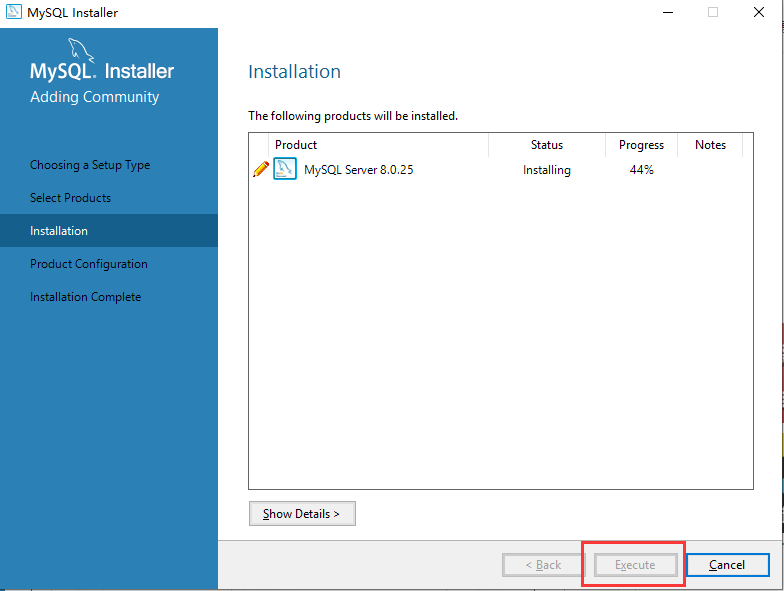 MySQL Installer
MySQL. Installer
Adding Community
Choosing a Setup Type
Select Products
Installation
Product Configuration
Installation Complete
Installation
The following products will be installed.
Product Status Progress Notes
MySQL Server 8.0.25 Installing 44%
Show Details >
< Back Execute Cancel